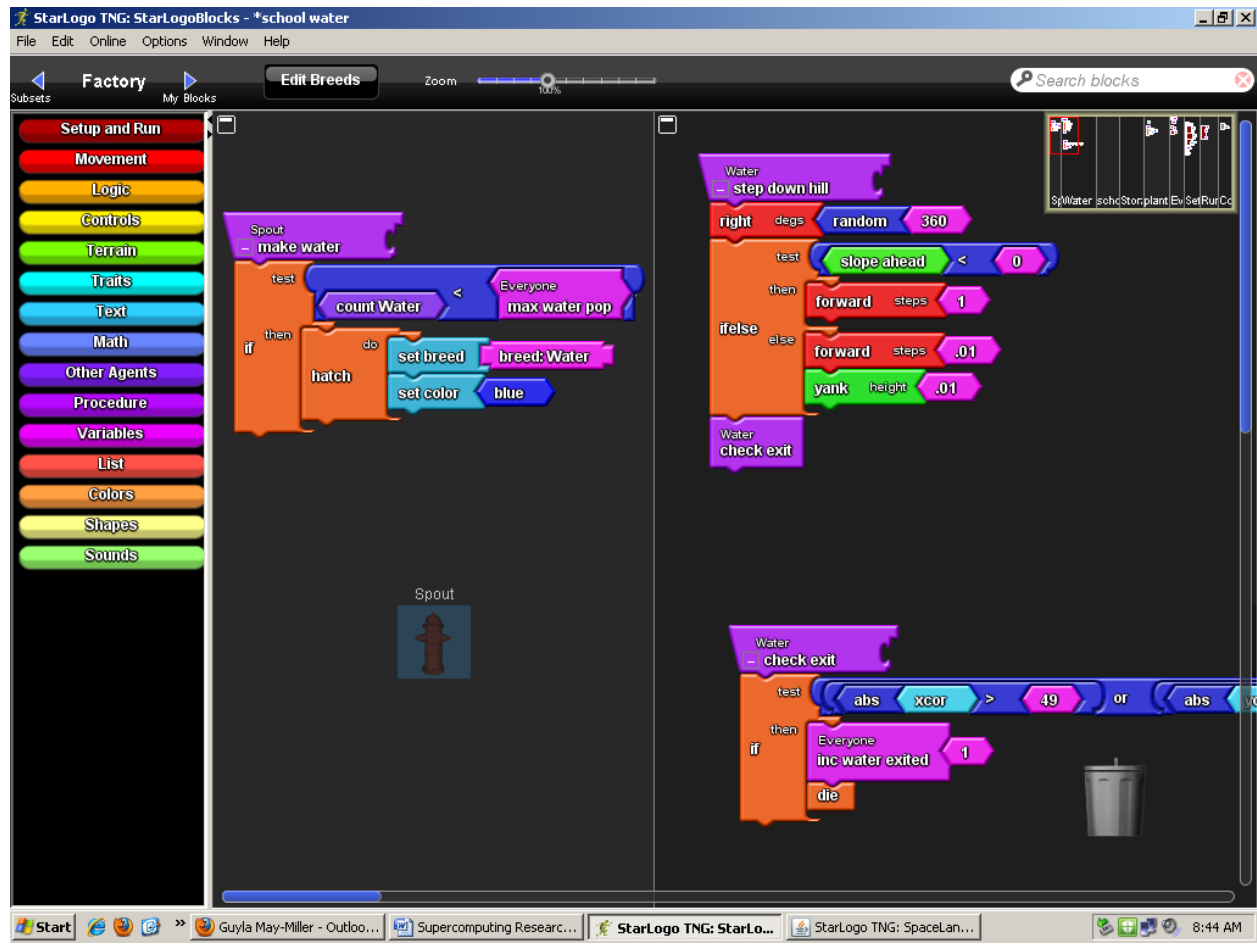 StarLogo TNG: StarLogoBlocks - *school water
File Edit Online Options Window Help
Subsets
Factory
My Blocks
Edit Breeds
Zoom
100%
Search blocks
Setup and Run
Movement
Logic
Controls
Terrain
Traits
Text
Math
Other Agents
Procedure
Variables
List
Colors
Shapes
Sounds
Spout
make water
test
count Water < Everyone
max water pop
if
then
hatch
do
set breed breed: Water
set color blue
Spout
Water
step down hill
right degs random 360
test slope ahead < 0
then
forward steps 1
ifelse
else
forward steps .01
yank height .01
Water
check exit
Water
check exit
test abs xcor > 49 or abs
if
then
Everyone
inc water exited 1
die
Water
plant
Start
Guyla May-Miller - Outloo...
Supercomputing Researc...
StarLogo TNG: StarLo...
StarLogo TNG: SpaceLan...
8:44 AM